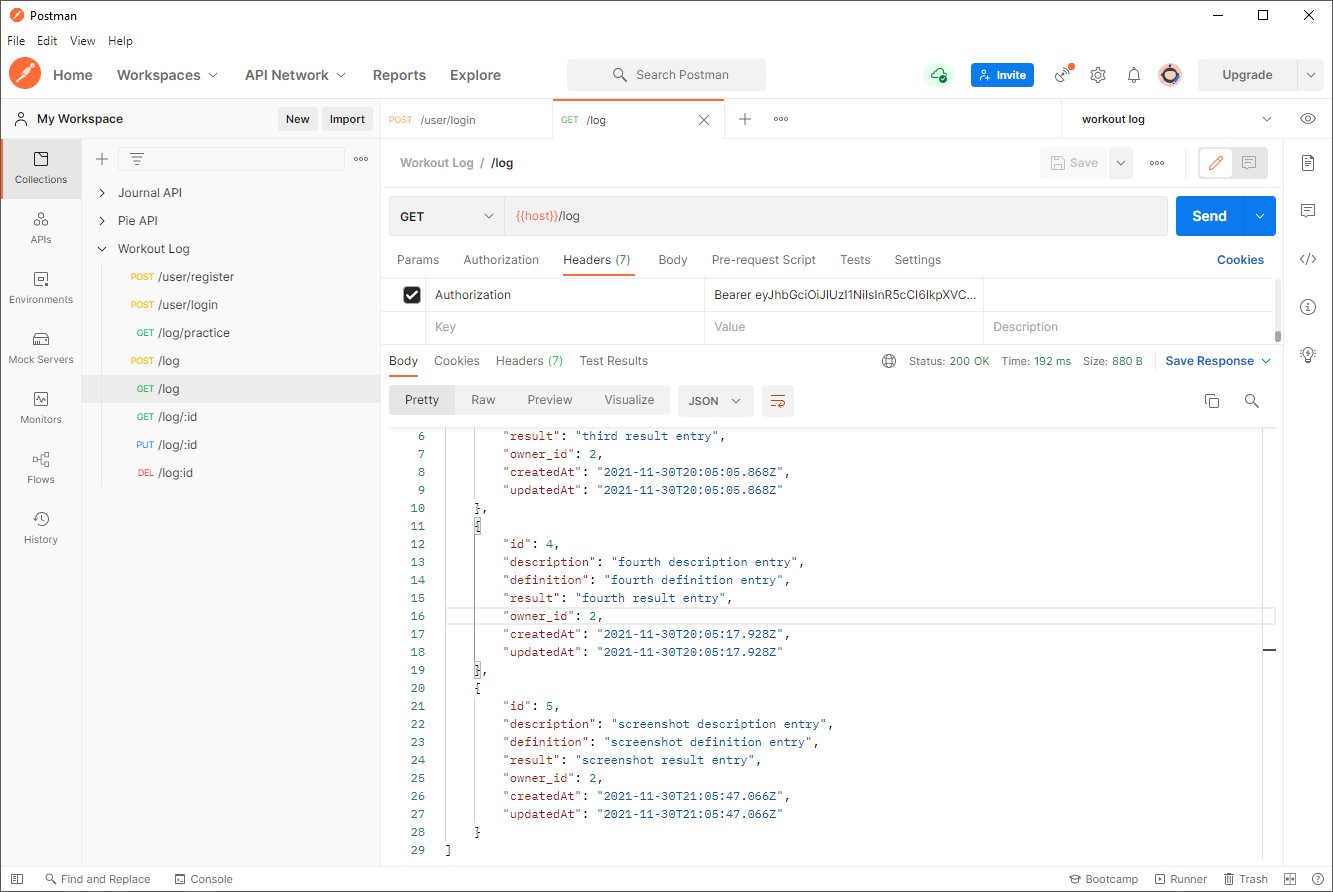 Postman
File Edit View Help
Home Workspaces API Network Reports Explore Search Postman Invite Upgrade
My Workspace New Import
POST /user/login GET /log workout log
Collections
APIs
Environments
Mock Servers
Monitors
Flows
History
Journal API
Pie API
Workout Log
POST /user/register
POST /user/login
GET /log/practice
POST /log
GET /log
GET /log/:id
PUT /log/:id
DEL /log:id
Workout Log / /log Save
GET {{host}}/log Send
Params Authorization Headers (7) Body Pre-request Script Tests Settings Cookies
Authorization Bearer eyJhbGciOiJIUzI1NiIsInR5cCI6IkpXVC...
Key Value Description
Body Cookies Headers (7) Test Results Status: 200 OK Time: 192 ms Size: 880 B Save Response
Pretty Raw Preview Visualize JSON
6 "result": "third result entry",
7 "owner_id": 2,
8 "createdAt": "2021-11-30T20:05:05.868Z",
9 "updatedAt": "2021-11-30T20:05:05.868Z"
10 },
11 {
12 "id": 4,
13 "description": "fourth description entry",
14 "definition": "fourth definition entry",
15 "result": "fourth result entry",
16 "owner_id": 2,
17 "createdAt": "2021-11-30T20:05:17.928Z",
18 "updatedAt": "2021-11-30T20:05:17.928Z"
19 },
20 {
21 "id": 5,
22 "description": "screenshot description entry",
23 "definition": "screenshot definition entry",
24 "result": "screenshot result entry",
25 "owner_id": 2,
26 "createdAt": "2021-11-30T21:05:47.066Z",
27 "updatedAt": "2021-11-30T21:05:47.066Z"
28 }
29 ]
Find and Replace Console Bootcamp Runner Trash